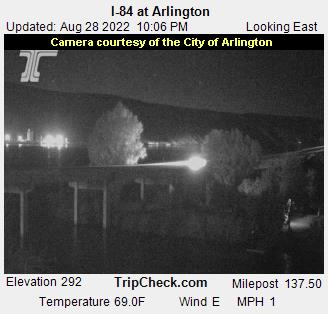 I-84 at Arlington
Updated: Aug 28 2022 10:06 PM Looking East
Camera courtesy of the City of Arlington
Elevation 292 TripCheck.com Milepost 137.50
Temperature 69.0F Wind E MPH 1